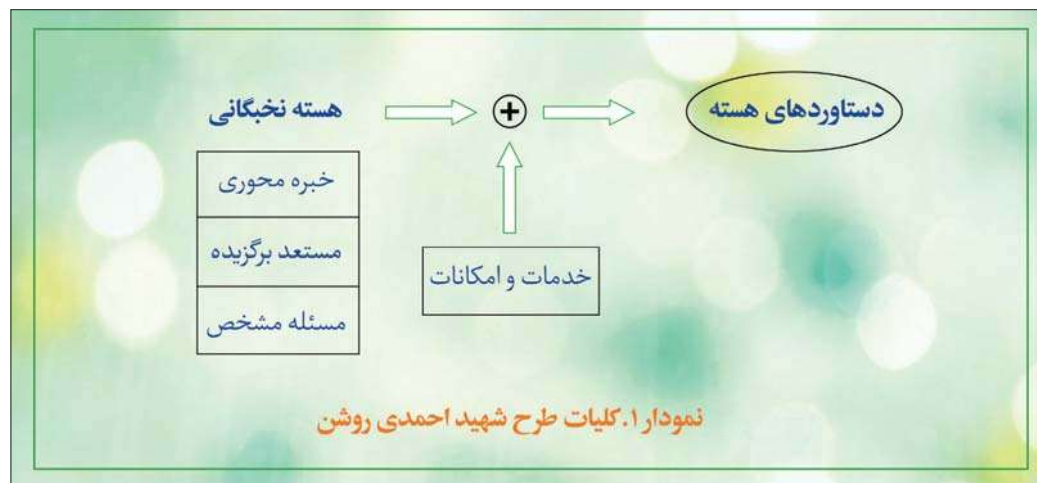 هسته نخبگانی
+
دستاوردهای هسته
خبره محوری
مستعد برگزیده
مسئله مشخص
خدمات و امکانات
نمودار ۱. کلیات طرح شهید احمدی روشن